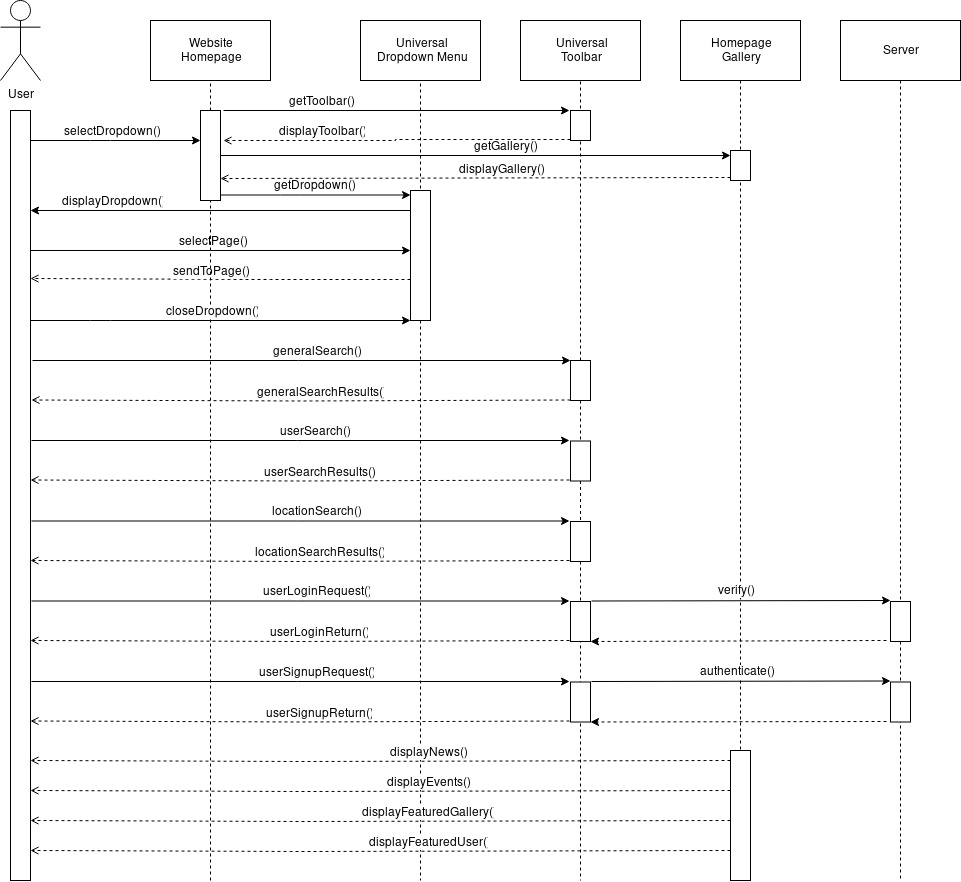 Website
Homepage
Universal
Dropdown Menu
Universal
Toolbar
Homepage
Gallery
Server
User
getToolbar()
selectDropdown()
displayToolbar()
getGallery()
displayGallery()
getDropdown()
displayDropdown(
selectPage()
sendToPage()
closeDropdown()
generalSearch()
generalSearchResults(
userSearch()
userSearchResults()
locationSearch()
locationSearchResults()
userLoginRequest()
verify()
userLoginReturn()
userSignupRequest()
authenticate()
userSignupReturn()
displayNews()
displayEvents()
displayFeaturedGallery(
displayFeaturedUser(